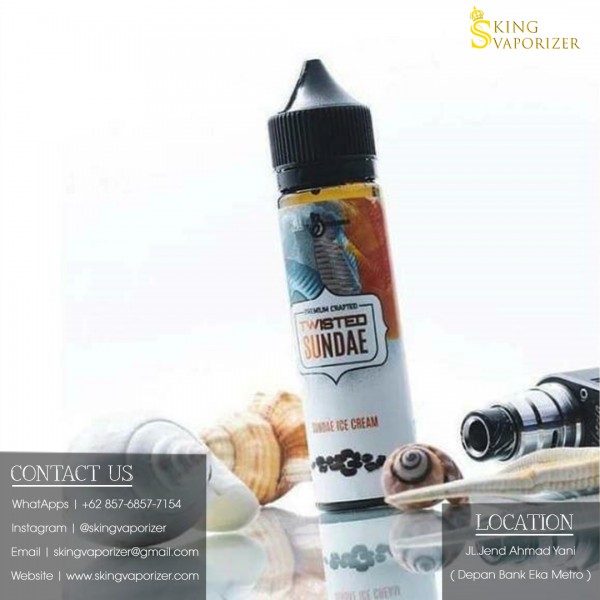 SKING
VAPORIZER
PREMIUM CRAFTED
TWISTED
SUNDAE
SUNDAE ICE CREAM
CONTACT US
WhatApps | +62 857-6857-7154
Instagram | @skingvaporizer
Email | skingvaporizer@gmail.com
Website | www.skingvaporizer.com
LOCATION
JL.Jend Ahmad Yani
( Depan Bank Eka Metro )